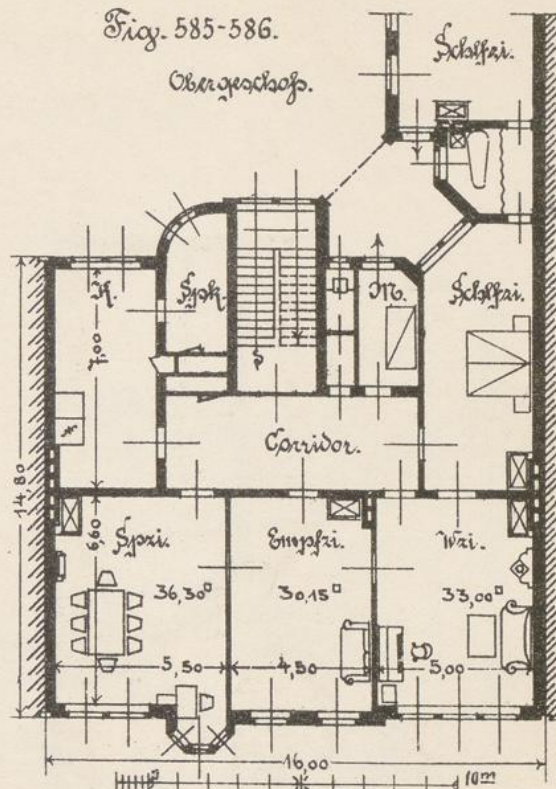 Fig. 585-586.
Obergeschoß.
Schlfzi.
K.
Spk.
M.
Schlfzi.
7,00
14,80
Corridor.
6,60
Spzi.
Empfzi.
Wzi.
36,30□
30,15□
33,00□
5,50
4,50
5,00
16,00
10m